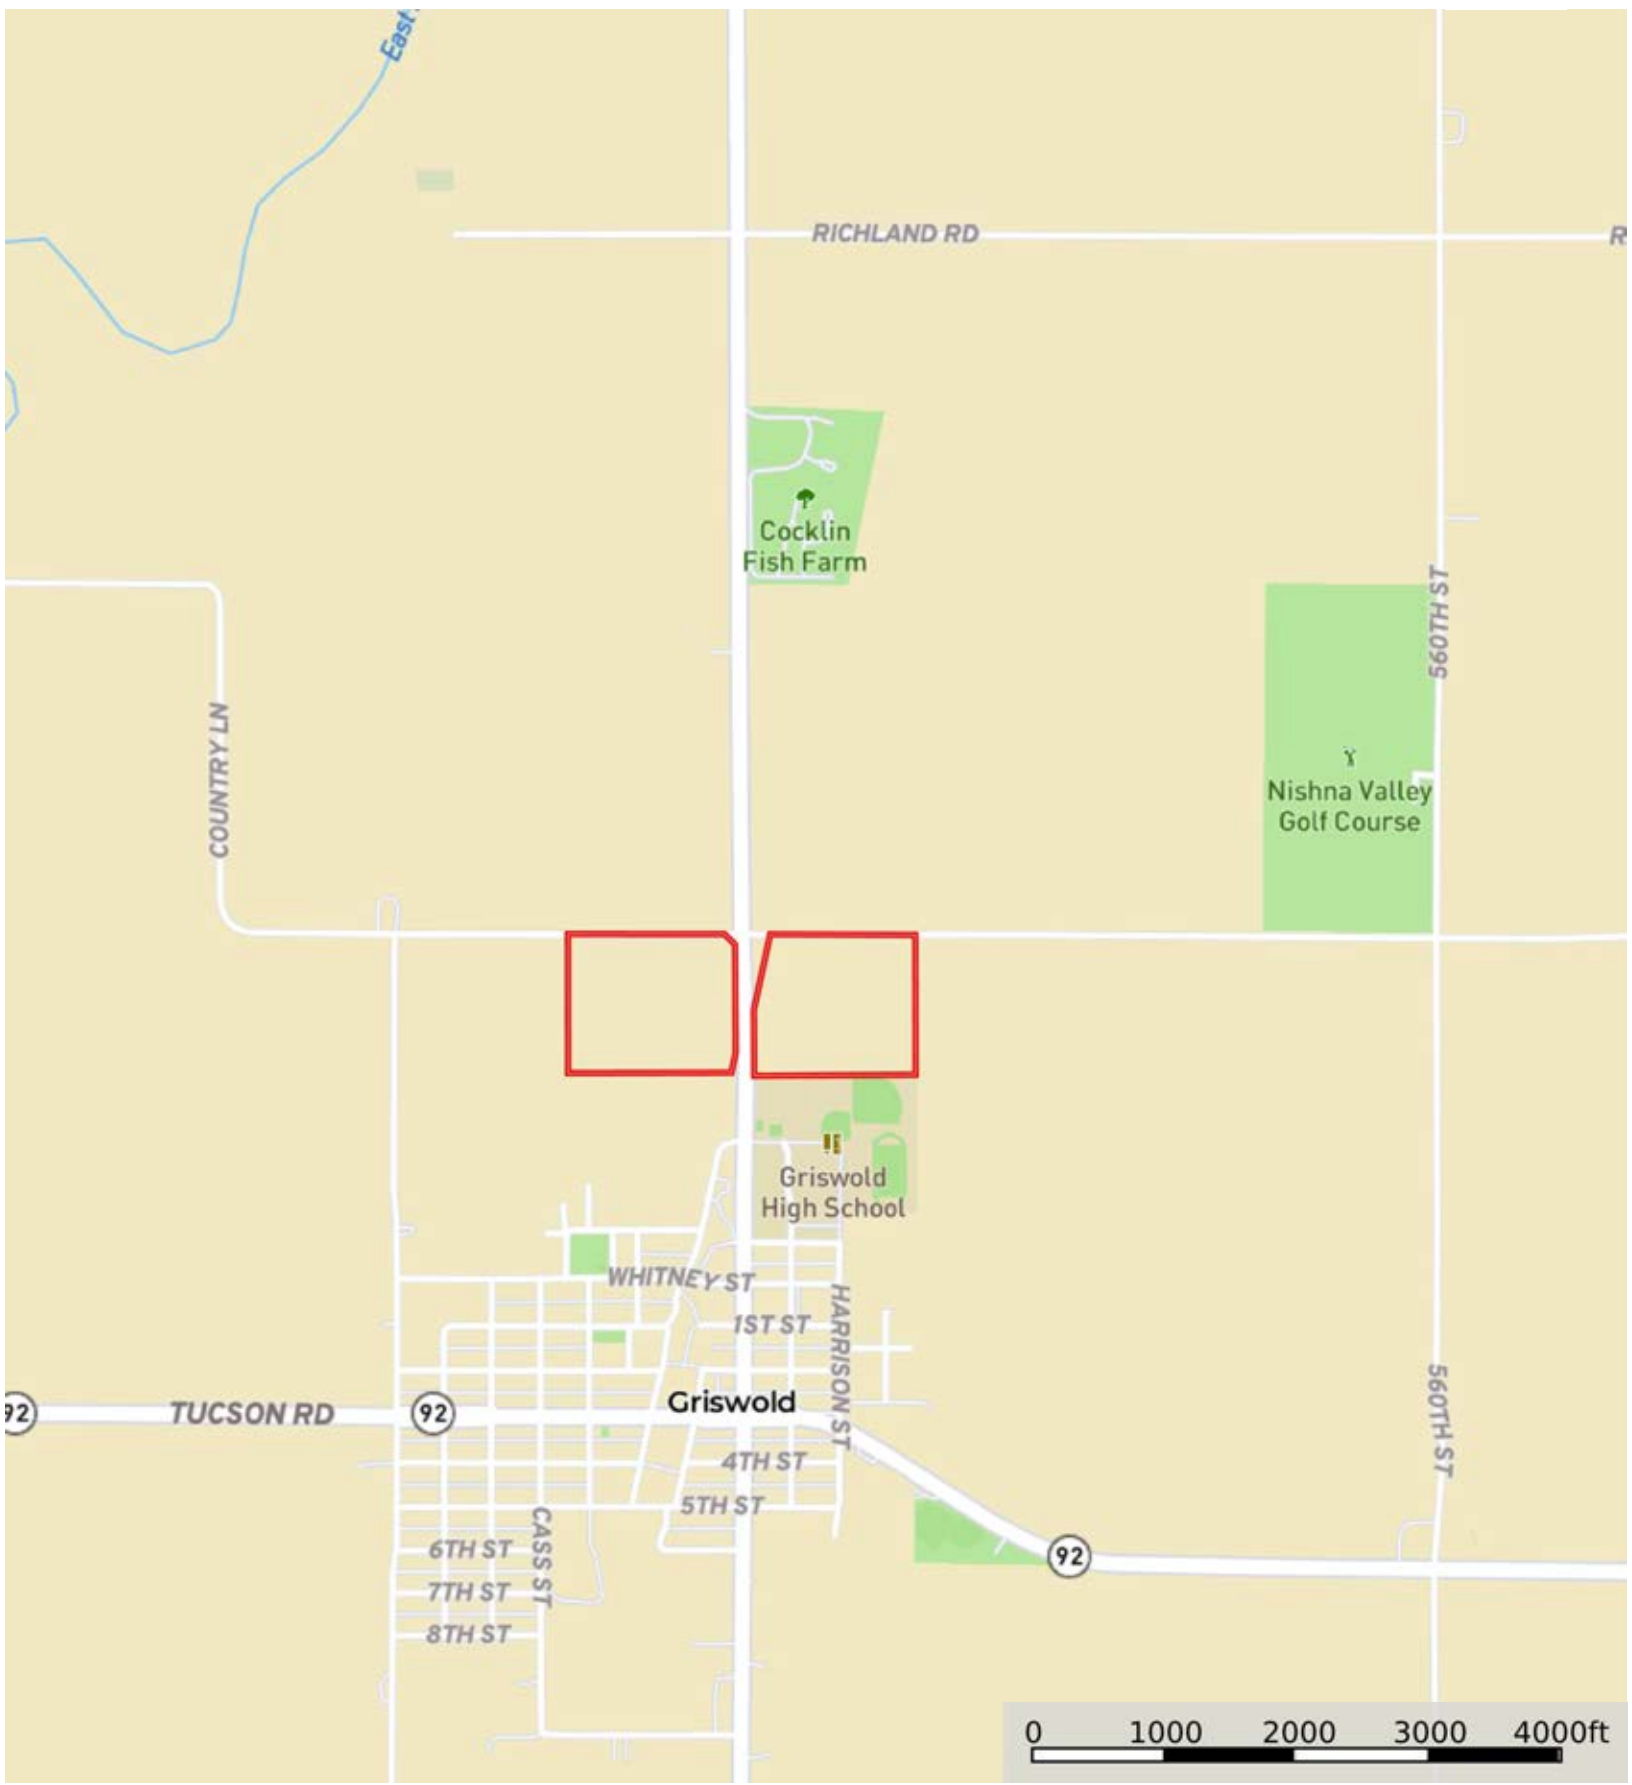 East
RICHLAND RD
R
Cocklin
Fish Farm
560TH ST
COUNTRY LN
Nishna Valley
Golf Course
Griswold
High School
WHITNEY ST
HARRISON ST
1ST ST
Griswold
92
TUCSON RD
92
560TH ST
4TH ST
5TH ST
CASS ST
6TH ST
92
7TH ST
8TH ST
0 1000 2000 3000 4000ft